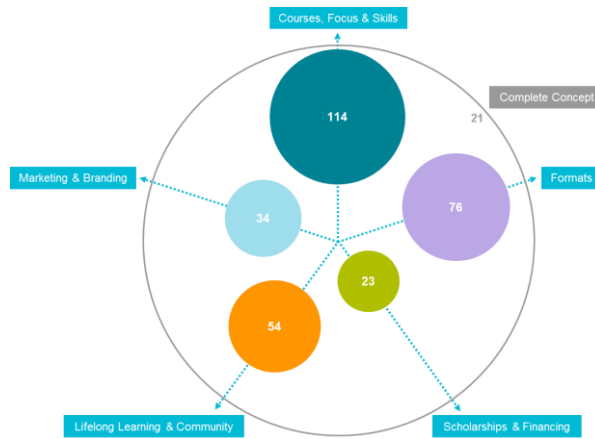 Courses, Focus & Skills
Complete Concept
21
114
Marketing & Branding
Formats
34
76
23
54
Lifelong Learning & Community
Scholarships & Financing